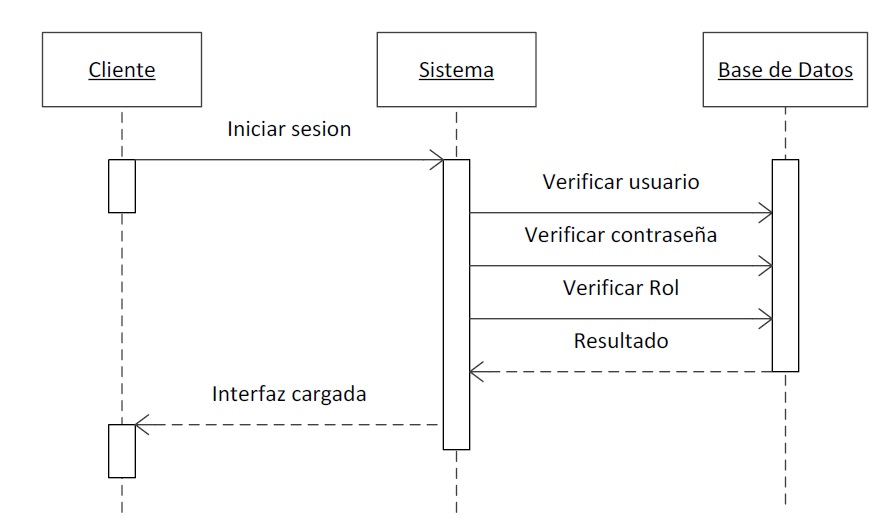 Cliente
Sistema
Base de Datos
Iniciar sesion
Verificar usuario
Verificar contraseña
Verificar Rol
Resultado
Interfaz cargada